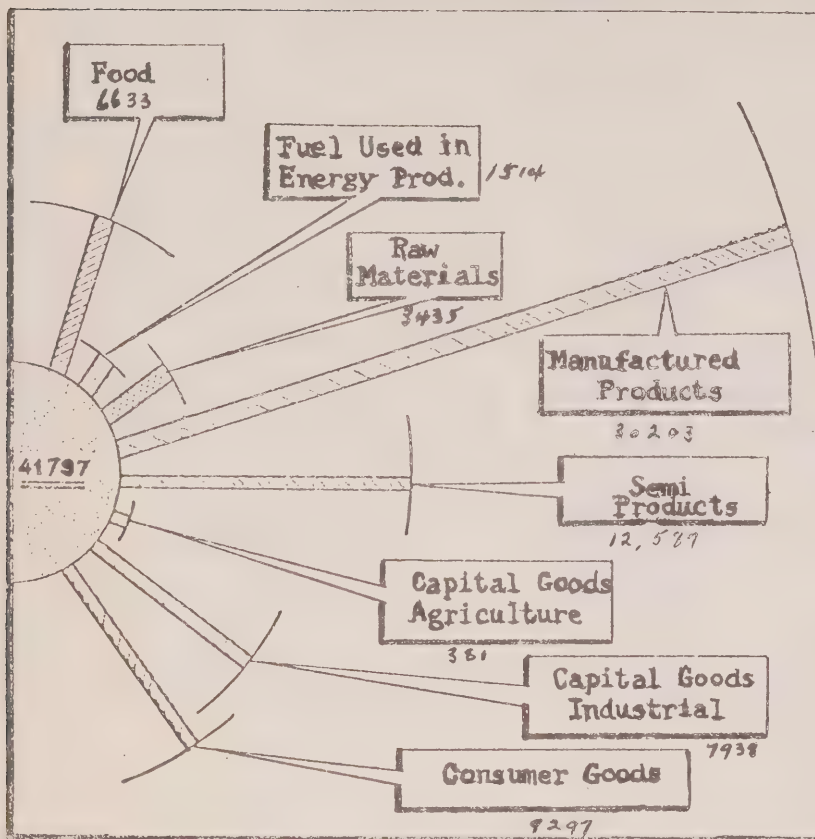 Food
6633
Fuel Used in
Energy Prod.
1514
Raw
Materials
3435
Manufactured
Products
30203
41797
Semi
Products
12,587
Capital Goods
Agriculture
381
Capital Goods
Industrial
7938
Consumer Goods
9297